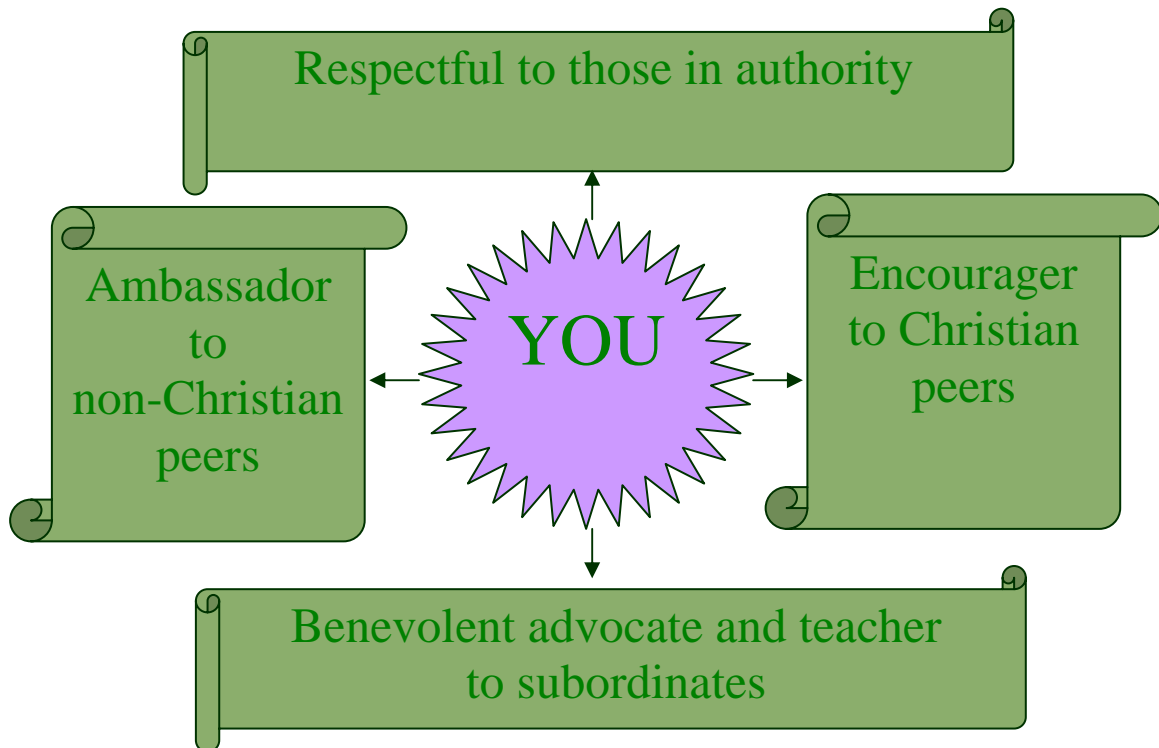 Respectful to those in authority
Ambassador
to
non-Christian
peers
YOU
Encourager
to Christian
peers
Benevolent advocate and teacher
to subordinates